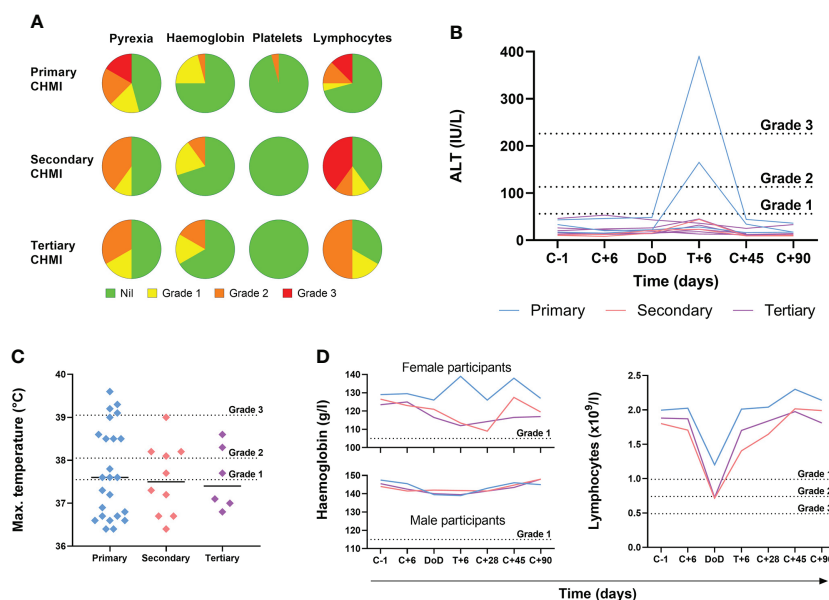 A
Pyrexia Haemoglobin Platelets Lymphocytes
Primary
CHMI
Secondary
CHMI
Tertiary
CHMI
Nil Grade 1 Grade 2 Grade 3
B
ALT (IU/L)
400
300
200
100
0
Grade 3
Grade 2
Grade 1
C-1 C+6 DoD T+6 C+45 C+90
Time (days)
Primary Secondary Tertiary
C
Max. temperature (°C)
40
39
38
37
36
Grade 3
Grade 2
Grade 1
Primary Secondary Tertiary
D
Haemoglobin (g/l)
Female participants
140
130
120
110
100
Grade 1
150
140
130
120
110
Male participants
Grade 1
C-1 C+6 DoD T+6 C+28 C+45 C+90
Lymphocytes (x10⁹/l)
2.5
2.0
1.5
1.0
0.5
0.0
Grade 1
Grade 2
Grade 3
C-1 C+6 DoD T+6 C+28 C+45 C+90
Time (days)